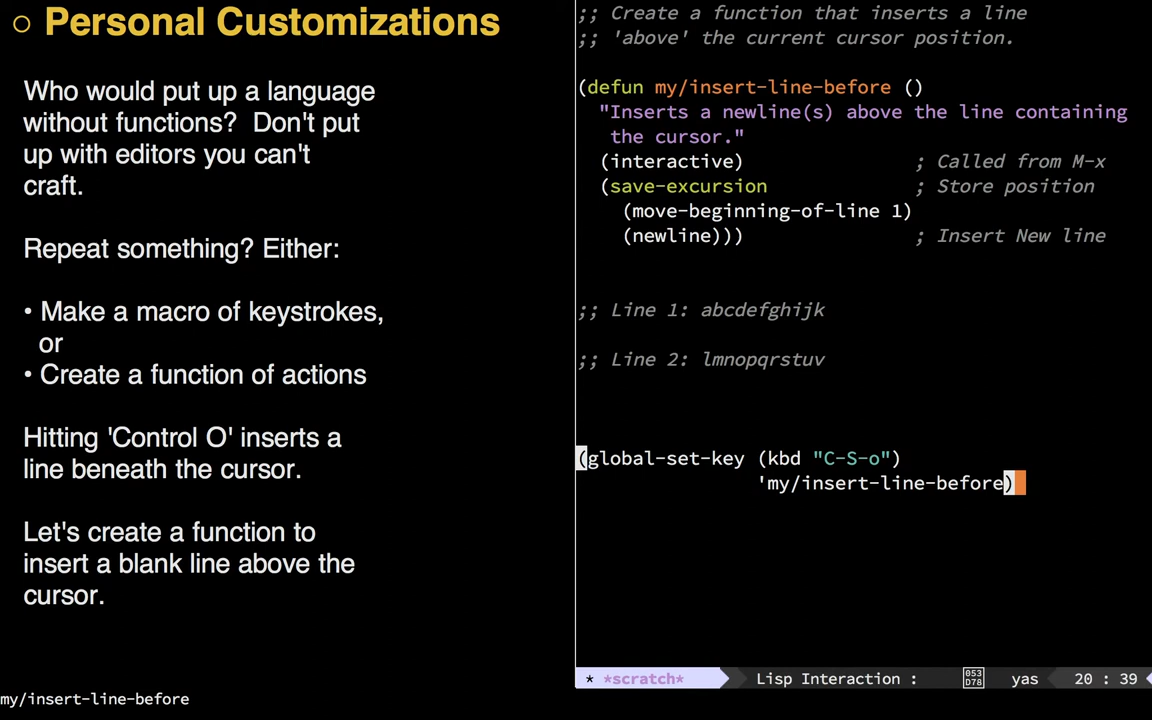 ○ Personal Customizations
Who would put up a language
without functions? Don't put
up with editors you can't
craft.
Repeat something? Either:
• Make a macro of keystrokes,
or
• Create a function of actions
Hitting 'Control O' inserts a
line beneath the cursor.
Let's create a function to
insert a blank line above the
cursor.
;; Create a function that inserts a line
;; 'above' the current cursor position.
(defun my/insert-line-before ()
"Inserts a newline(s) above the line containing
the cursor."
(interactive) ; Called from M-x
(save-excursion ; Store position
(move-beginning-of-line 1)
(newline))) ; Insert New line
;; Line 1: abcdefghijk
;; Line 2: lmnopqrstuv
(global-set-key (kbd "C-S-o")
'my/insert-line-before)
* *scratch* Lisp Interaction : 053 D78 yas 20 : 39
my/insert-line-before